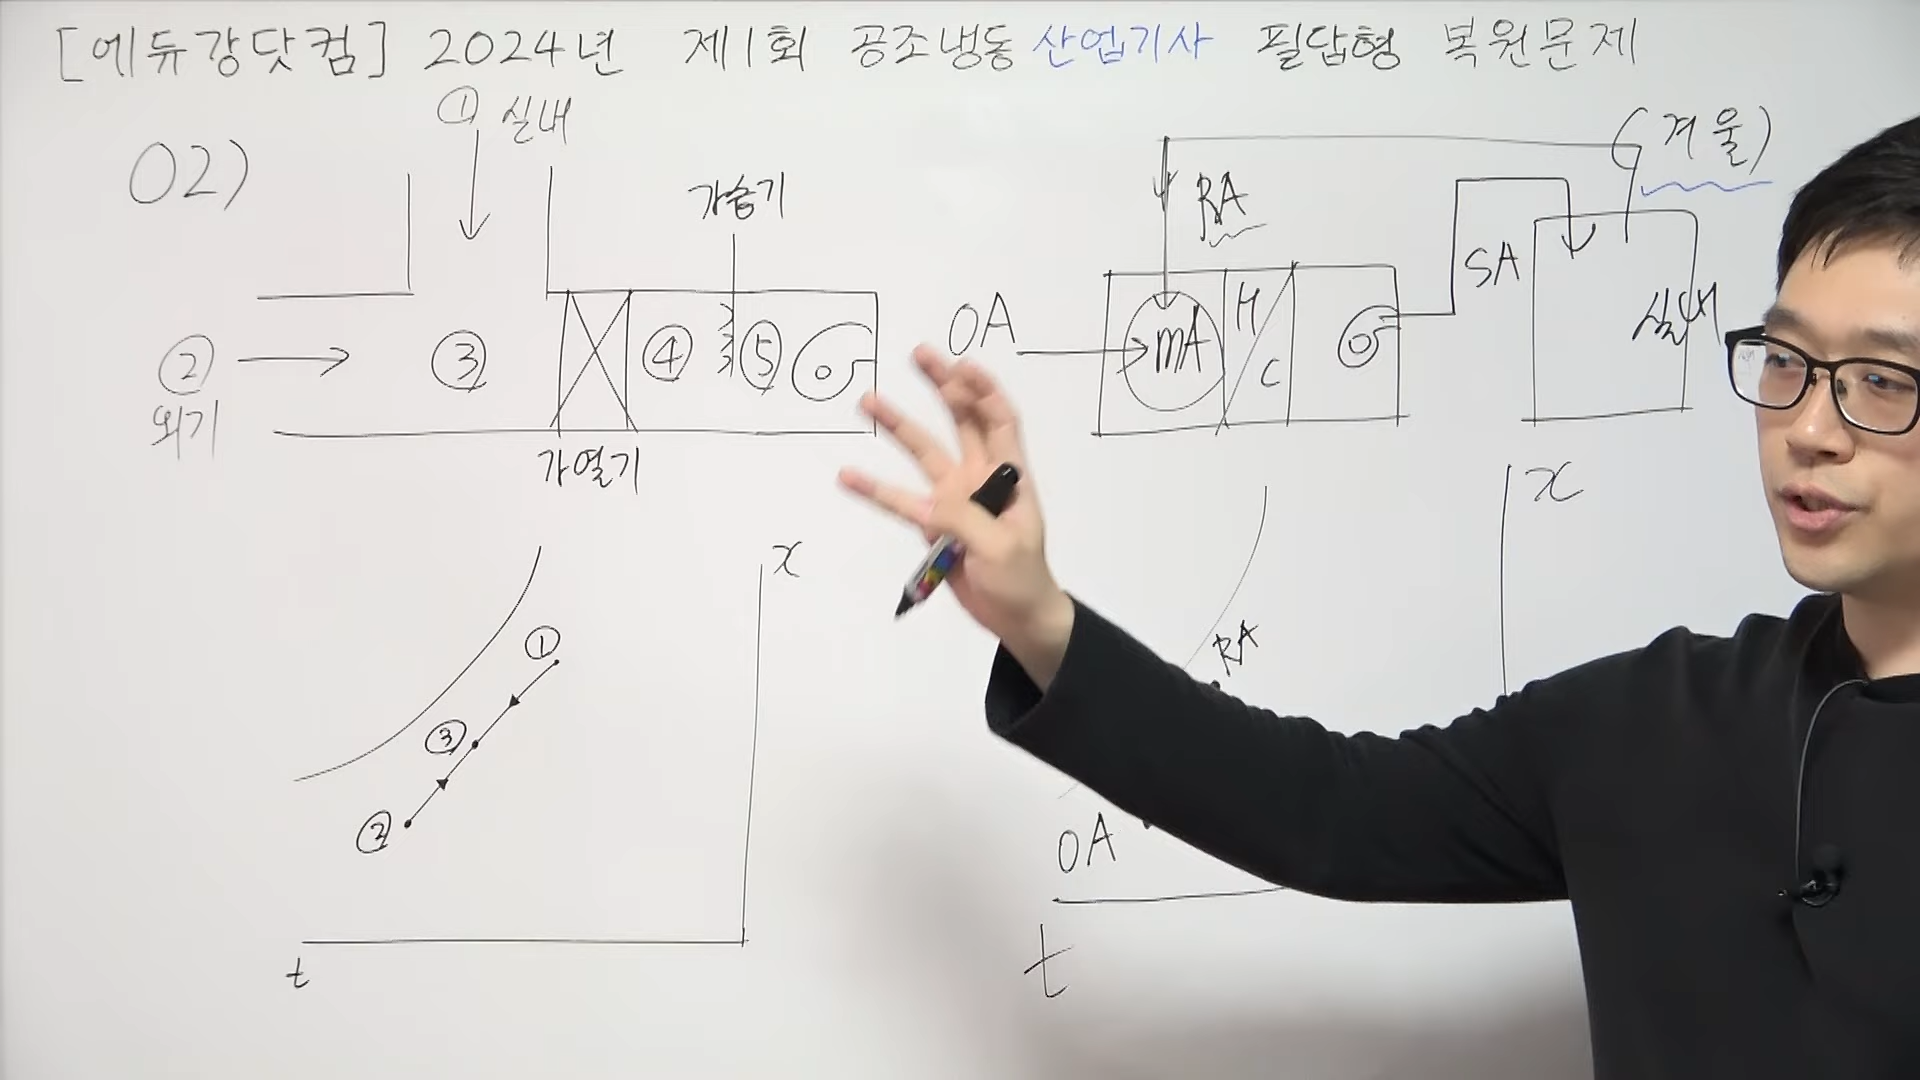 [에듀강닷컴] 2024년 제1회 공조냉동산업기사 필답형 복원문제
02)
① 실내
가습기
② 외기
③
④
⑤
가열기
x
①
③
②
t
(겨울)
RA
OA
mA
H
C
SA
실내
x
RA
OA
t